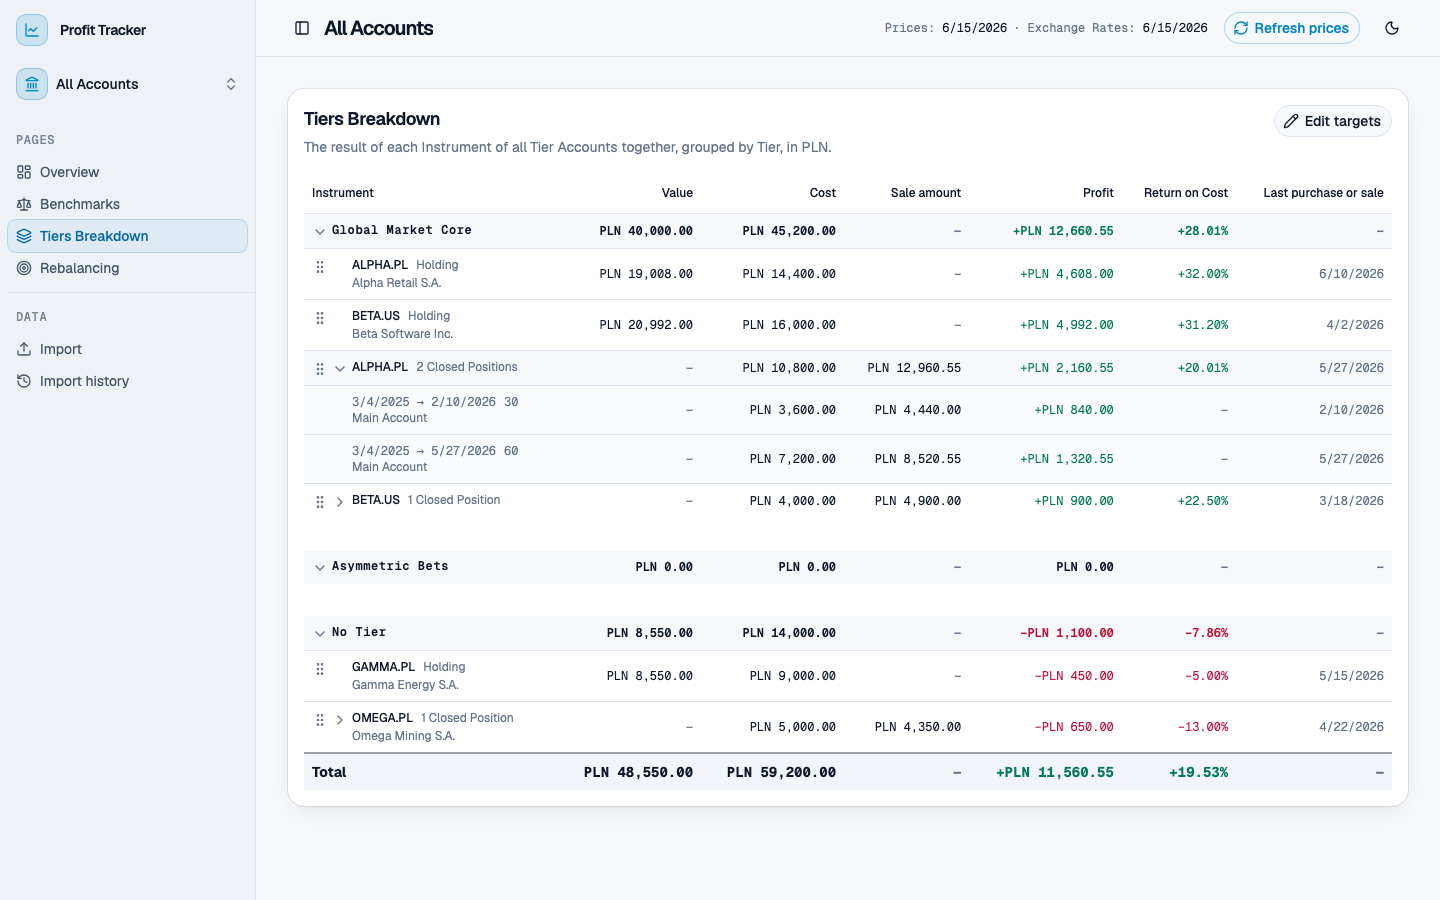 Profit Tracker
All Accounts
PAGES
Overview
Benchmarks
Tiers Breakdown
Rebalancing
DATA
Import
Import history
All Accounts
Prices: 6/15/2026 · Exchange Rates: 6/15/2026
Refresh prices
Tiers Breakdown
Edit targets
The result of each Instrument of all Tier Accounts together, grouped by Tier, in PLN.
Instrument Value Cost Sale amount Profit Return on Cost Last purchase or sale
Global Market Core PLN 40,000.00 PLN 45,200.00 – +PLN 12,660.55 +28.01% –
ALPHA.PL Holding
Alpha Retail S.A.
PLN 19,008.00 PLN 14,400.00 – +PLN 4,608.00 +32.00% 6/10/2026
BETA.US Holding
Beta Software Inc.
PLN 20,992.00 PLN 16,000.00 – +PLN 4,992.00 +31.20% 4/2/2026
ALPHA.PL 2 Closed Positions – PLN 10,800.00 PLN 12,960.55 +PLN 2,160.55 +20.01% 5/27/2026
3/4/2025 → 2/10/2026 30
Main Account
– PLN 3,600.00 PLN 4,440.00 +PLN 840.00 – 2/10/2026
3/4/2025 → 5/27/2026 60
Main Account
– PLN 7,200.00 PLN 8,520.55 +PLN 1,320.55 – 5/27/2026
BETA.US 1 Closed Position – PLN 4,000.00 PLN 4,900.00 +PLN 900.00 +22.50% 3/18/2026
Asymmetric Bets PLN 0.00 PLN 0.00 – PLN 0.00 – –
No Tier PLN 8,550.00 PLN 14,000.00 – −PLN 1,100.00 −7.86% –
GAMMA.PL Holding
Gamma Energy S.A.
PLN 8,550.00 PLN 9,000.00 – −PLN 450.00 −5.00% 5/15/2026
OMEGA.PL 1 Closed Position
Omega Mining S.A.
– PLN 5,000.00 PLN 4,350.00 −PLN 650.00 −13.00% 4/22/2026
Total PLN 48,550.00 PLN 59,200.00 – +PLN 11,560.55 +19.53% –